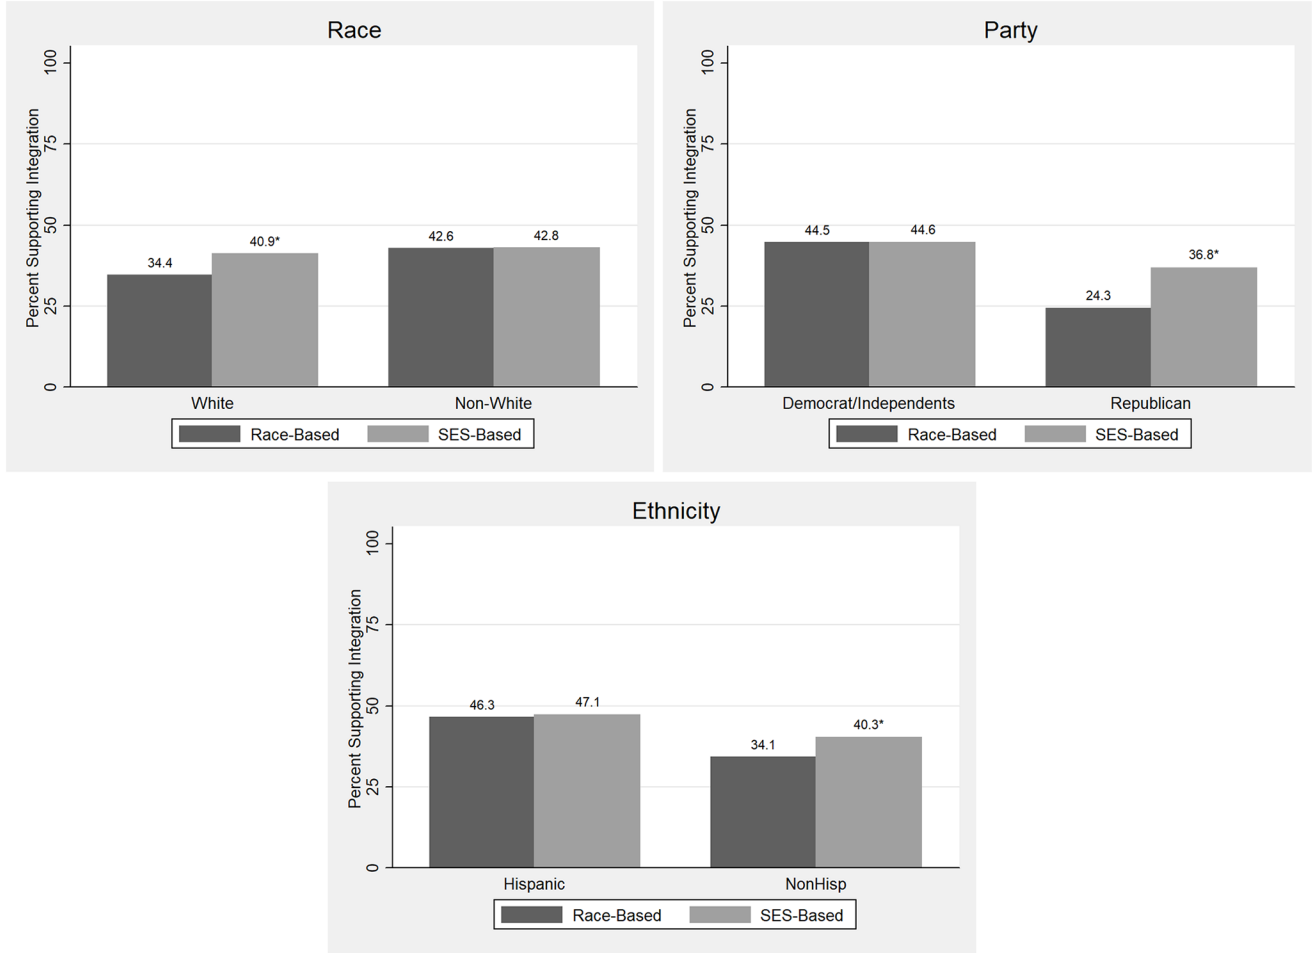 Race
Percent Supporting Integration
100
75
50
25
0
34.4
40.9*
42.6
42.8
White
Non-White
Race-Based
SES-Based
Party
Percent Supporting Integration
100
75
50
25
0
44.5
44.6
24.3
36.8*
Democrat/Independents
Republican
Race-Based
SES-Based
Ethnicity
Percent Supporting Integration
100
75
50
25
0
46.3
47.1
34.1
40.3*
Hispanic
NonHisp
Race-Based
SES-Based